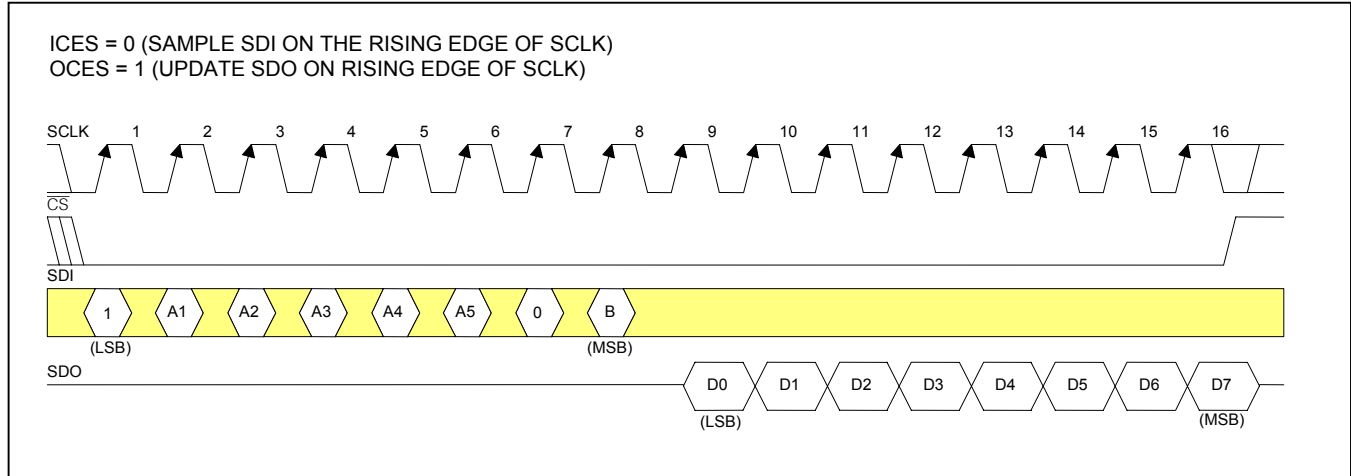 ICES = 0 (SAMPLE SDI ON THE RISING EDGE OF SCLK)
OCES = 1 (UPDATE SDO ON RISING EDGE OF SCLK)
SCLK 1 2 3 4 5 6 7 8 9 10 11 12 13 14 15 16
CS
SDI
1 A1 A2 A3 A4 A5 0 B
(LSB) (MSB)
SDO
D0 D1 D2 D3 D4 D5 D6 D7
(LSB) (MSB)